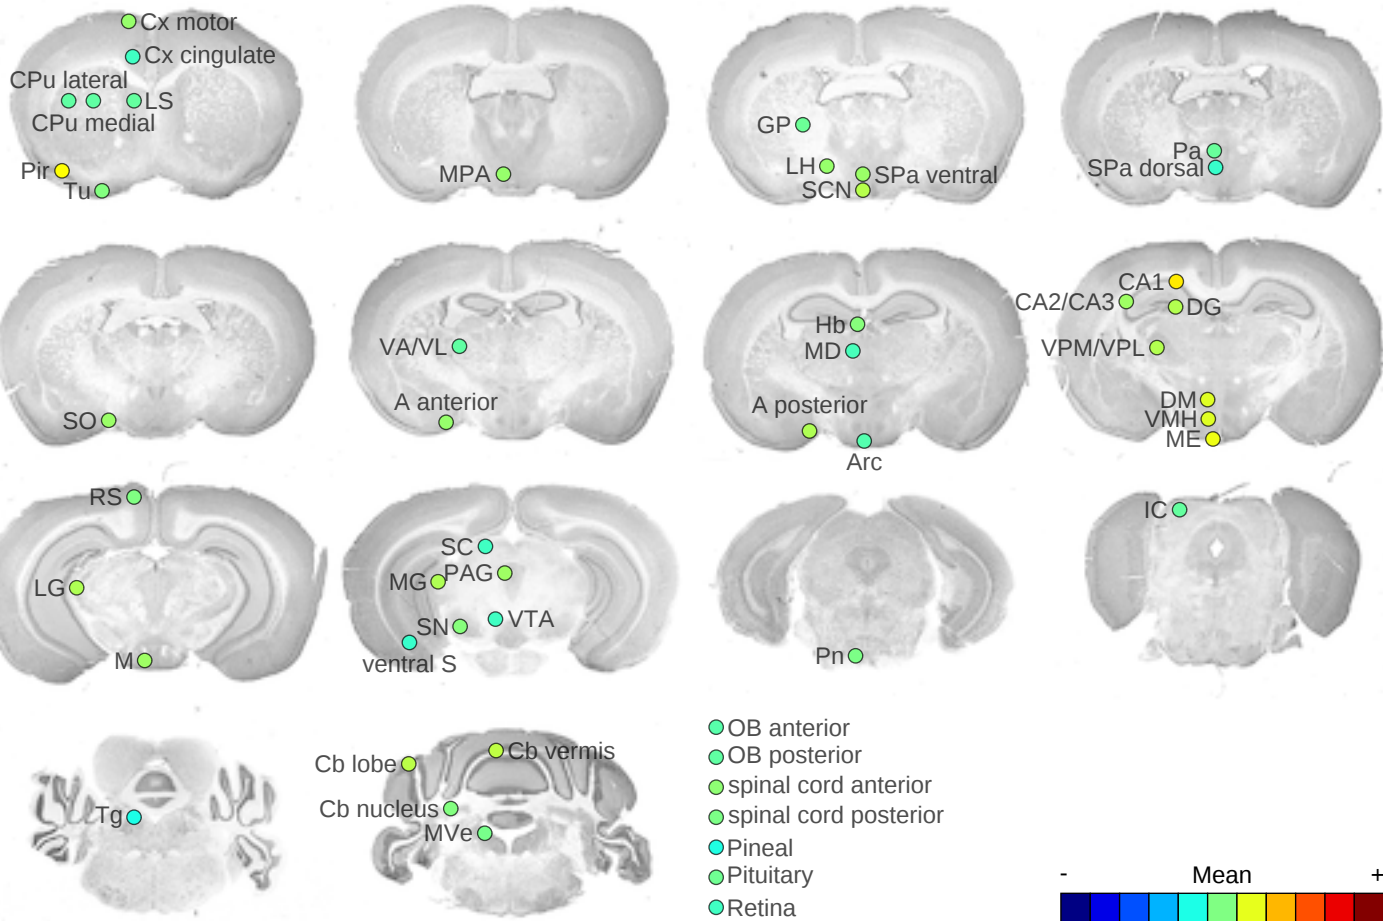 Cx motor
Cx cingulate
CPu lateral
LS
CPu medial
Pir
Tu
MPA
GP
LH
SPa ventral
SCN
Pa
SPa dorsal
SO
VA/VL
A anterior
Hb
MD
A posterior
Arc
CA1
CA2/CA3
DG
VPM/VPL
DM
VMH
ME
RS
LG
M
SC
MG
PAG
SN
VTA
ventral S
Pn
IC
Tg
Cb lobe
Cb vermis
Cb nucleus
MVe
OB anterior
OB posterior
spinal cord anterior
spinal cord posterior
Pineal
Pituitary
Retina
- Mean +